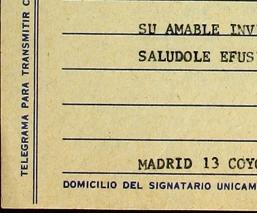 TELEGRAMA PARA TRANSMITIR C
SU AMABLE INV
SALUDOLE EFUS
MADRID 13 COYO
DOMICILIO DEL SIGNATARIO UNICAM